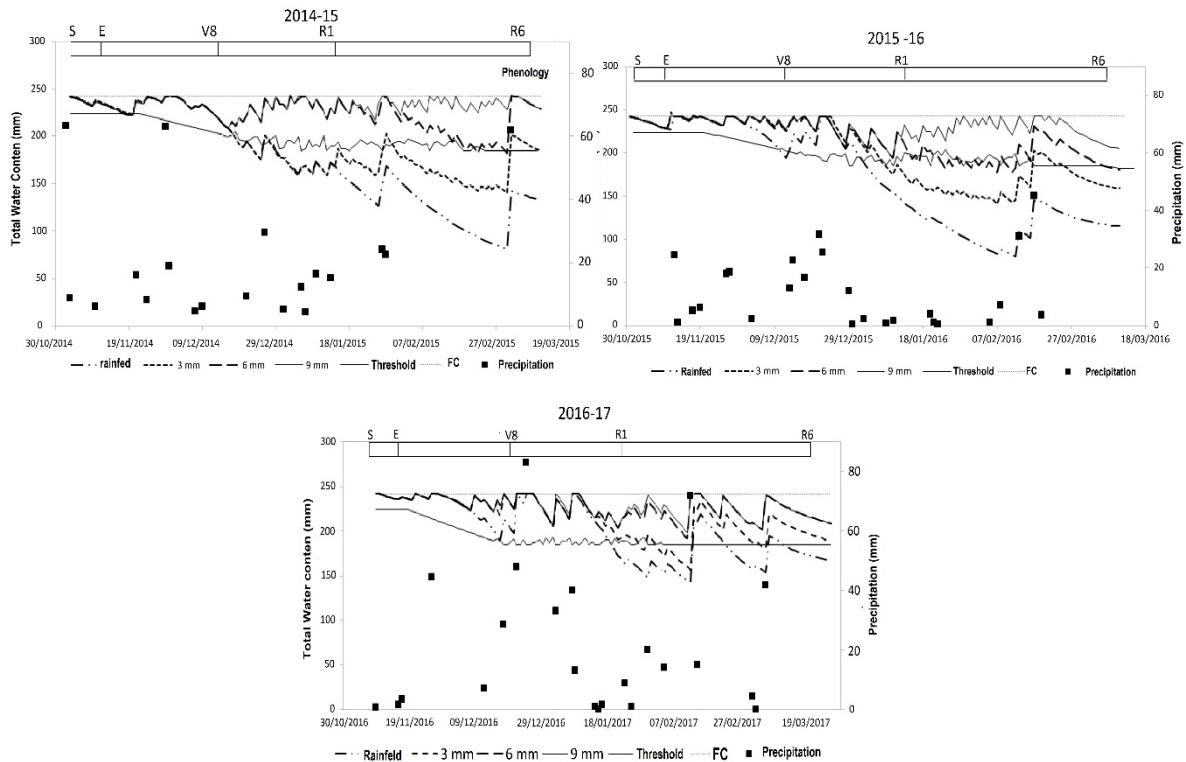 2014-15
S E V8 R1 R6
Phenology
Total Water Conten (mm)
300
250
200
150
100
50
0
80
60
40
20
0
Precipitation (mm)
30/10/2014 19/11/2014 09/12/2014 29/12/2014 18/01/2015 07/02/2015 27/02/2015 19/03/2015
rainfed 3 mm 6 mm 9 mm Threshold FC Precipitation
2015 -16
S E V8 R1 R6
300
250
200
150
100
50
0
80
60
40
20
0
Precipitation (mm)
30/10/2015 19/11/2015 09/12/2015 29/12/2015 18/01/2016 07/02/2016 27/02/2016 18/03/2016
Rainfed 3 mm 6 mm 9 mm Threshold FC Precipitation
2016-17
S E V8 R1 R6
Total Water conten (mm)
300
250
200
150
100
50
0
80
60
40
20
0
Precipitation (mm)
30/10/2016 19/11/2016 09/12/2016 29/12/2016 18/01/2017 07/02/2017 27/02/2017 19/03/2017
Rainfeld 3 mm 6 mm 9 mm Threshold FC Precipitation